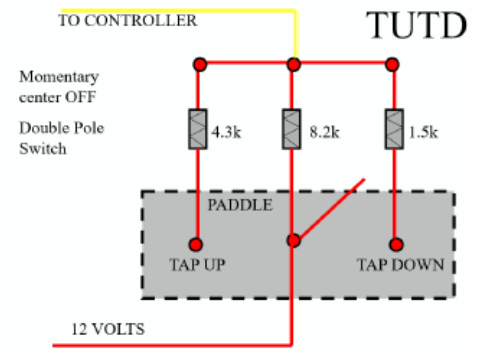 TO CONTROLLER
TUTD
Momentary
center OFF
Double Pole
Switch
4.3k
8.2k
1.5k
PADDLE
TAP UP
TAP DOWN
12 VOLTS